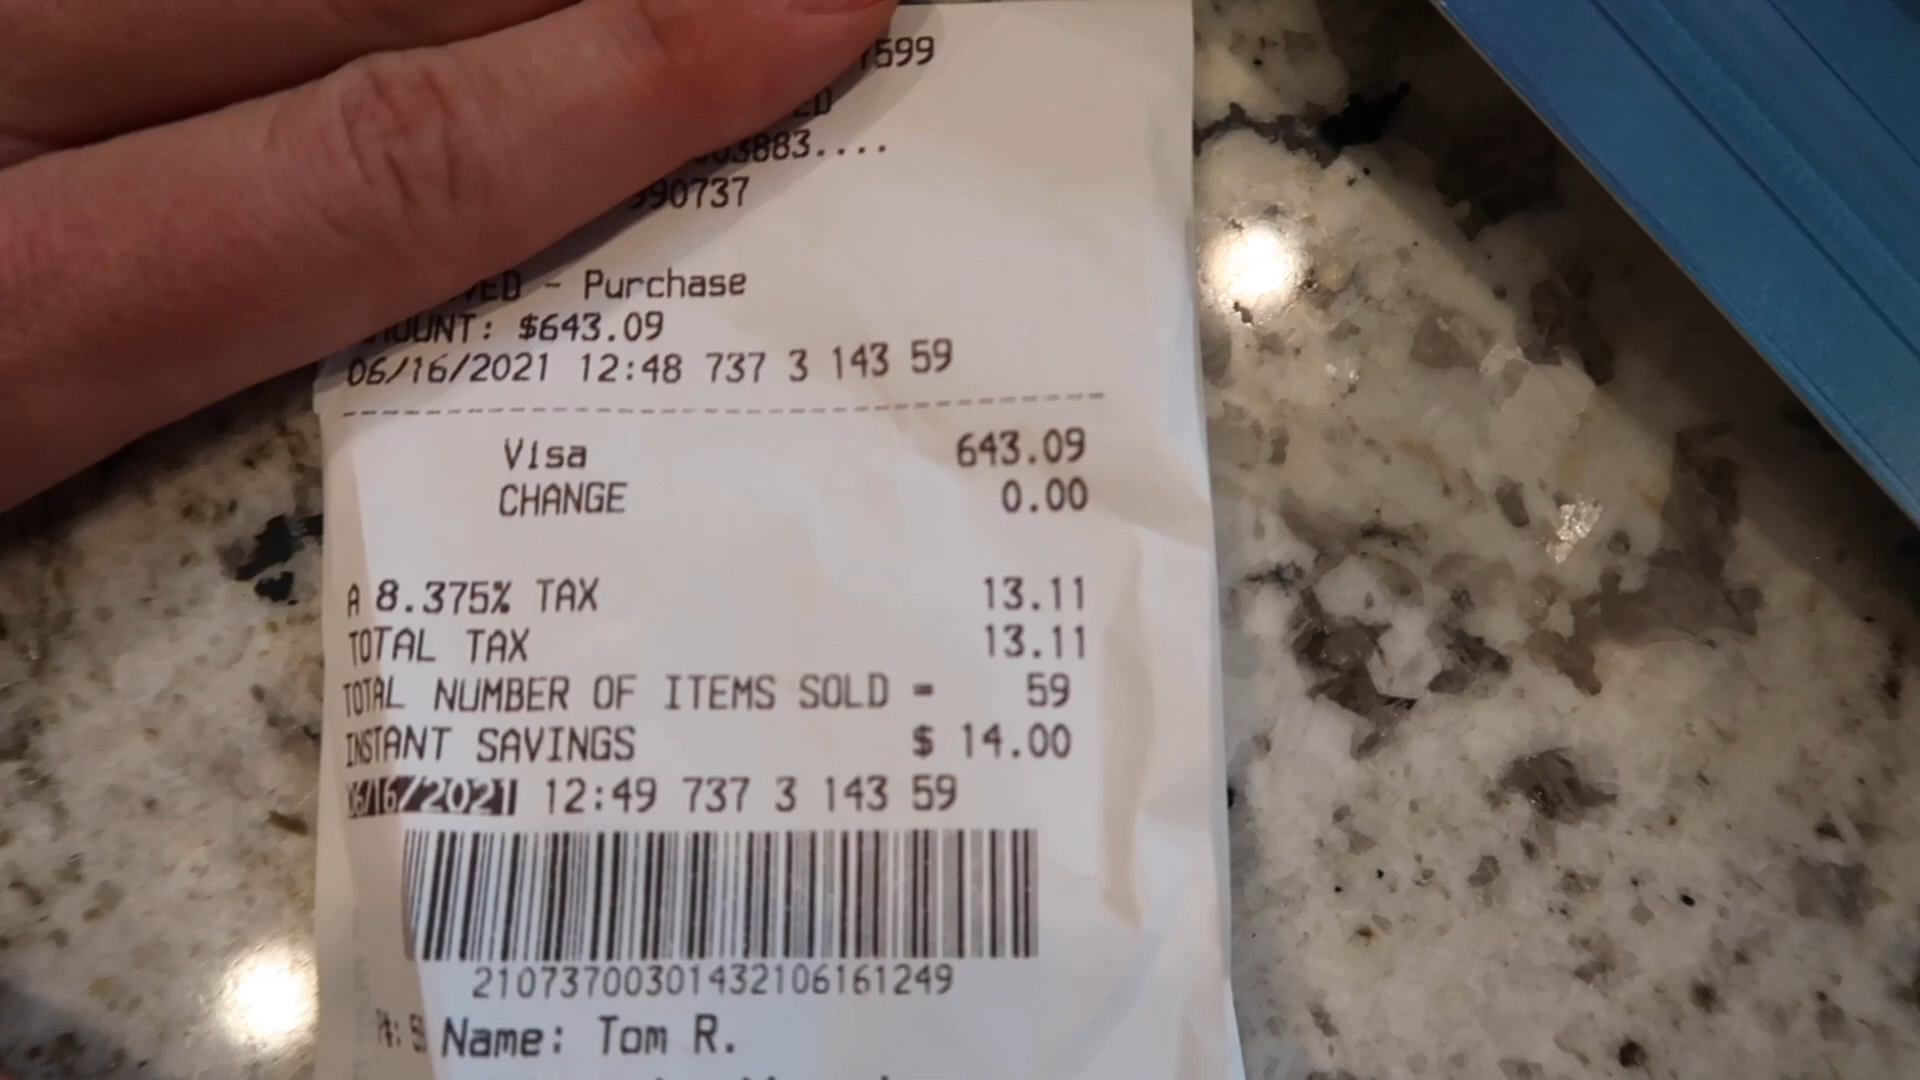 599
3883....
90737
- Purchase
AMOUNT: $643.09
06/16/2021 12:48 737 3 143 59
Visa 643.09
CHANGE 0.00
A 8.375% TAX 13.11
TOTAL TAX 13.11
TOTAL NUMBER OF ITEMS SOLD = 59
INSTANT SAVINGS $ 14.00
06/16/2021 12:49 737 3 143 59
21073700301432106161249
Name: Tom R.